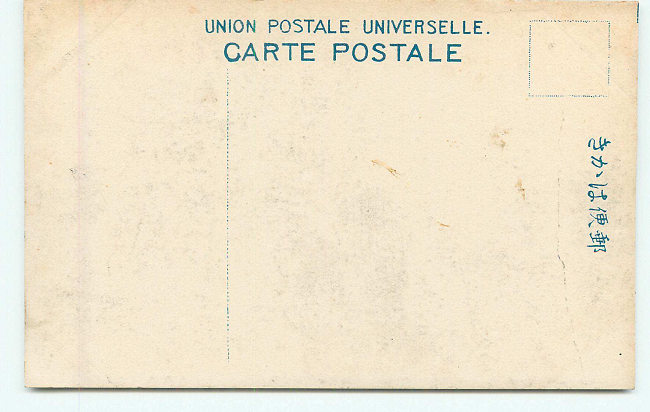 UNION POSTALE UNIVERSELLE.
CARTE POSTALE
きかは便郵